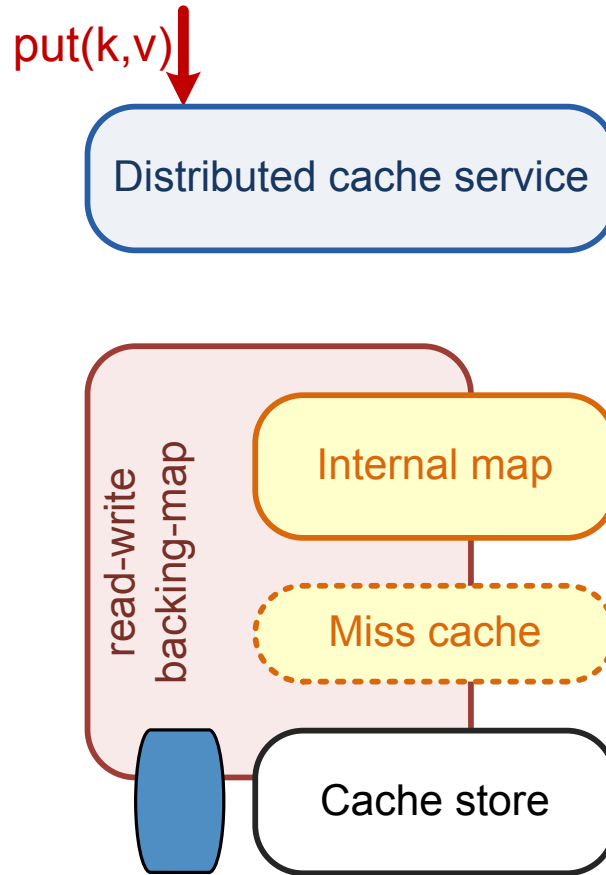 put(k,v)
Distributed cache service
read-write
backing-map
Internal map
Miss cache
Cache store